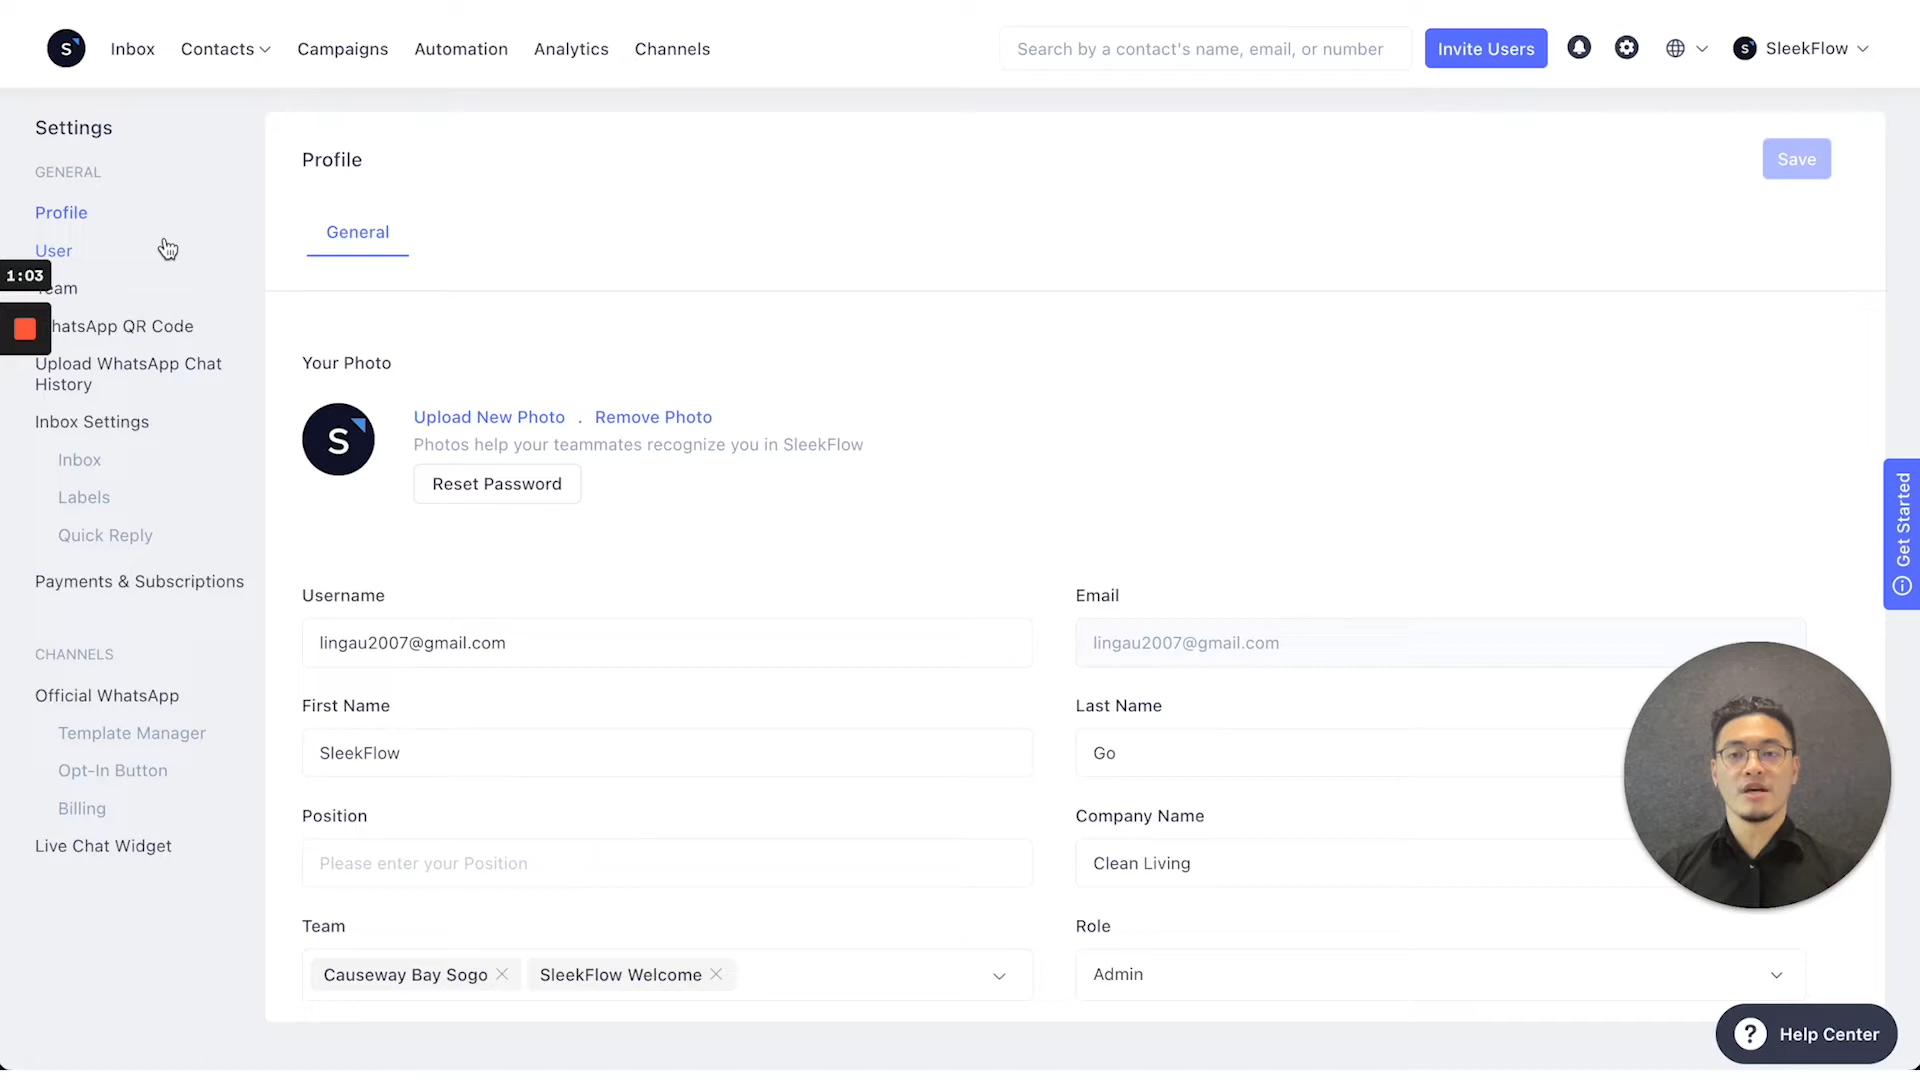 S
Inbox
Contacts
Campaigns
Automation
Analytics
Channels
Search by a contact's name, email, or number
Invite Users
S
SleekFlow
Settings
GENERAL
Profile
User
1:03
eam
hatsApp QR Code
Upload WhatsApp Chat
History
Inbox Settings
Inbox
Labels
Quick Reply
Payments & Subscriptions
CHANNELS
Official WhatsApp
Template Manager
Opt-In Button
Billing
Live Chat Widget
Profile
Save
General
Your Photo
S
Upload New Photo . Remove Photo
Photos help your teammates recognize you in SleekFlow
Reset Password
Username
Email
lingau2007@gmail.com
lingau2007@gmail.com
First Name
Last Name
SleekFlow
Go
Position
Company Name
Please enter your Position
Clean Living
Team
Role
Causeway Bay Sogo
SleekFlow Welcome
Admin
Get Started
? Help Center